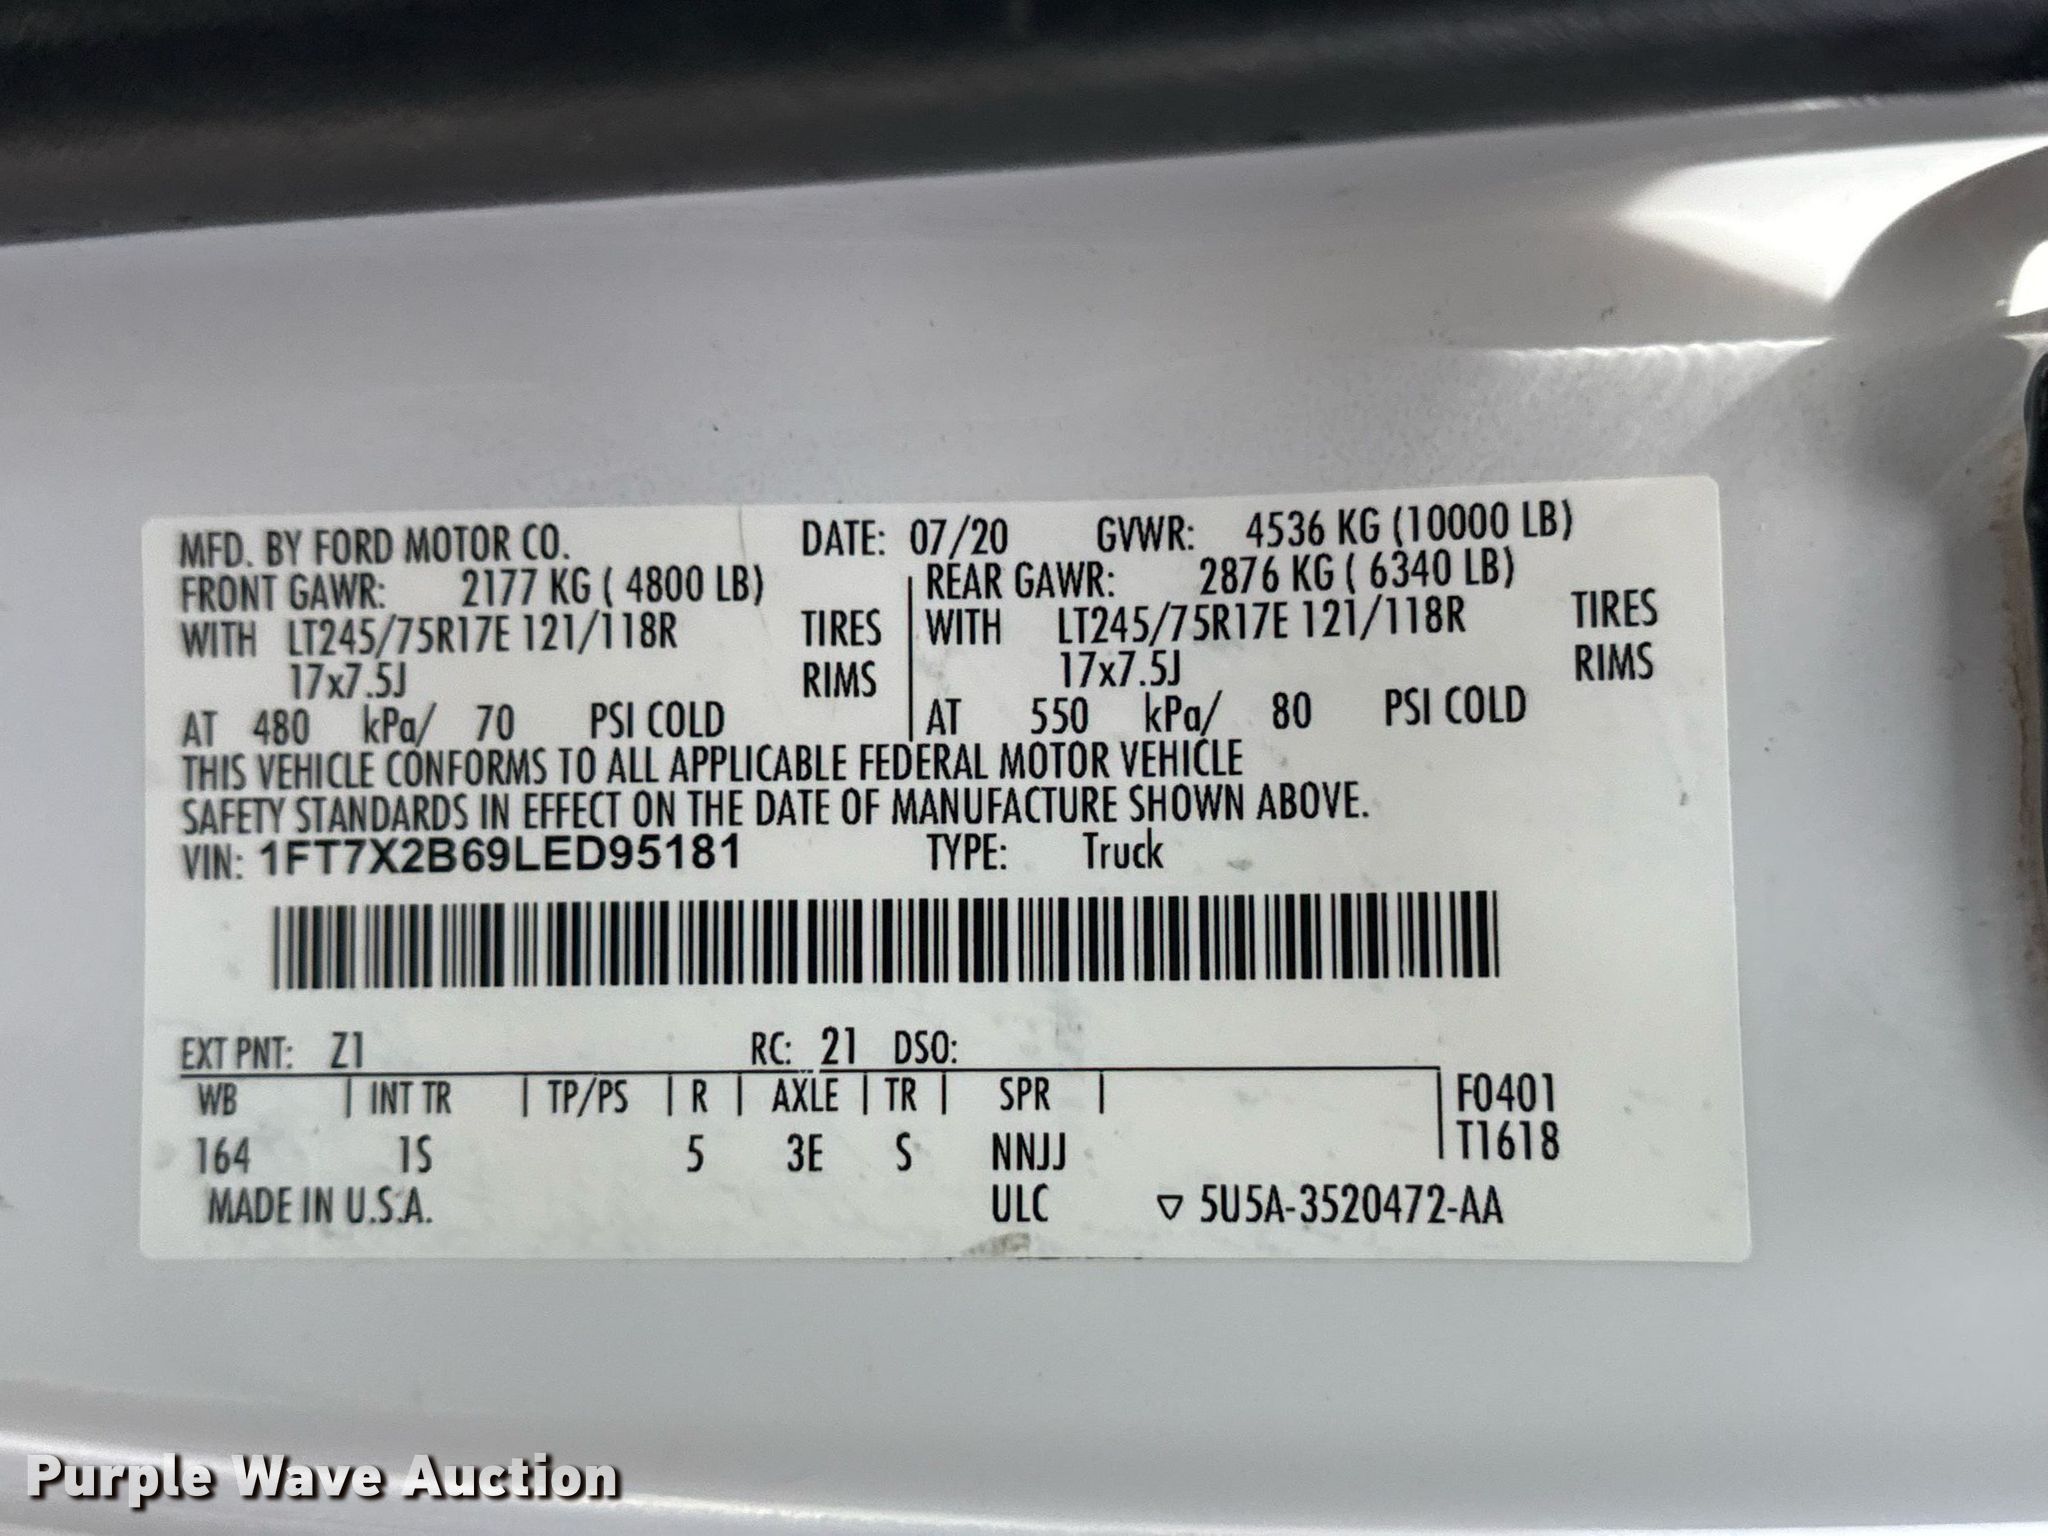 MFD. BY FORD MOTOR CO. DATE: 07/20 GVWR: 4536 KG (10000 LB)
FRONT GAWR: 2177 KG ( 4800 LB) REAR GAWR: 2876 KG ( 6340 LB)
WITH LT245/75R17E 121/118R TIRES WITH LT245/75R17E 121/118R TIRES
17x7.5J RIMS 17x7.5J RIMS
AT 480 kPa/ 70 PSI COLD AT 550 kPa/ 80 PSI COLD
THIS VEHICLE CONFORMS TO ALL APPLICABLE FEDERAL MOTOR VEHICLE
SAFETY STANDARDS IN EFFECT ON THE DATE OF MANUFACTURE SHOWN ABOVE.
VIN: 1FT7X2B69LED95181 TYPE: Truck
EXT PNT: Z1 RC: 21 DSO:
WB | INT TR | TP/PS | R | AXLE | TR | SPR | F0401
164 1S 5 3E S NNJJ T1618
MADE IN U.S.A. ULC ▽ 5U5A-3520472-AA
Purple Wave Auction